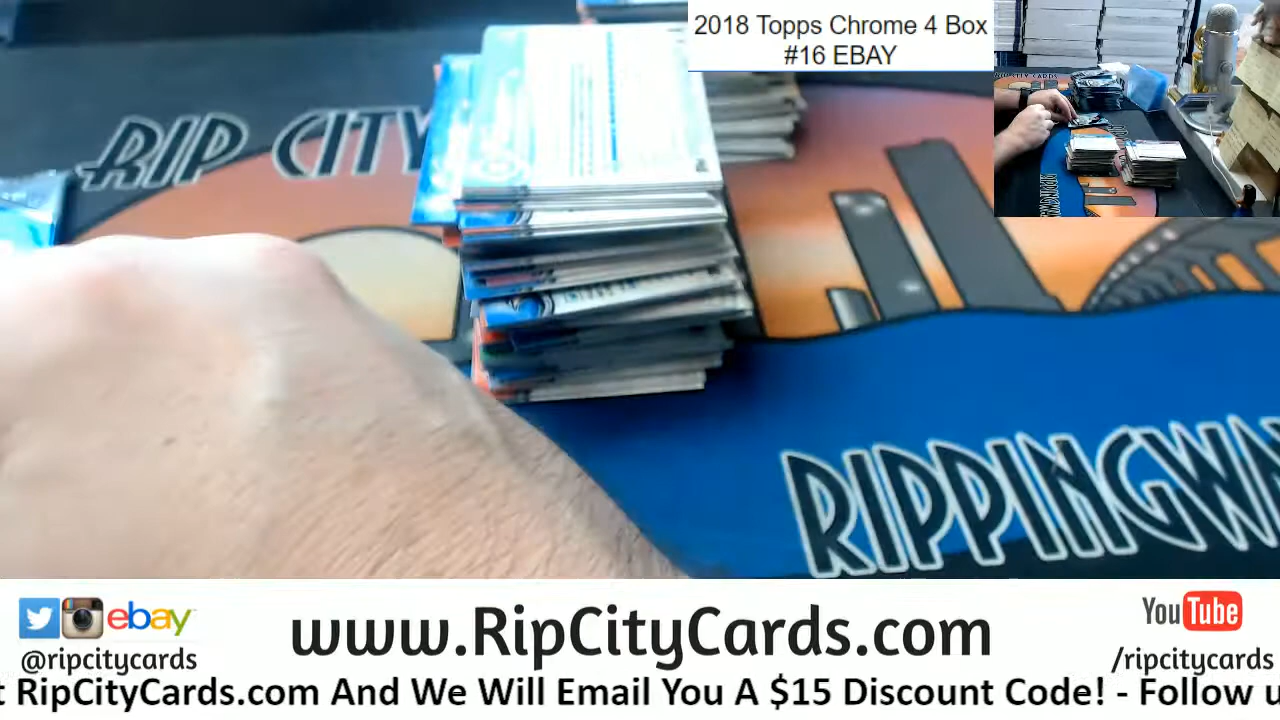 2018 Topps Chrome 4 Box
#16 EBAY
RIP CITY
RIPPINGWA
ebay
www.RipCityCards.com
YouTube
@ripcitycards
/ripcitycards
t RipCityCards.com And We Will Email You A $15 Discount Code! - Follow u